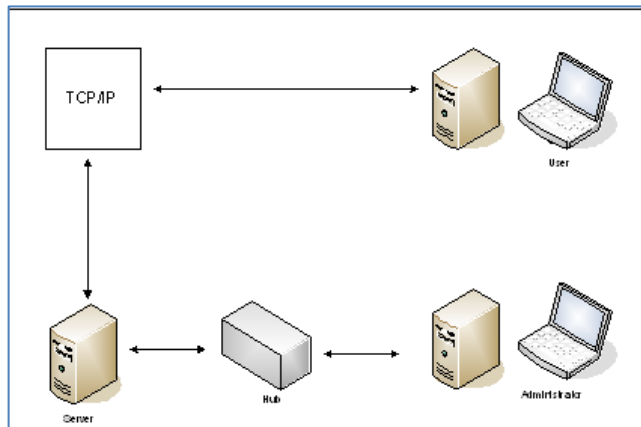 TCP/IP
User
Server
Hub
Administrator